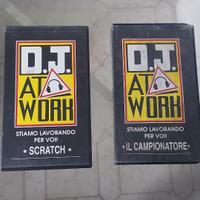 D.J.
AT
WORK
STIAMO LAVORANDO
PER VOI!
• SCRATCH •
D.J.
AT
WORK
STIAMO LAVORANDO
PER VOI!
• IL CAMPIONATORE •